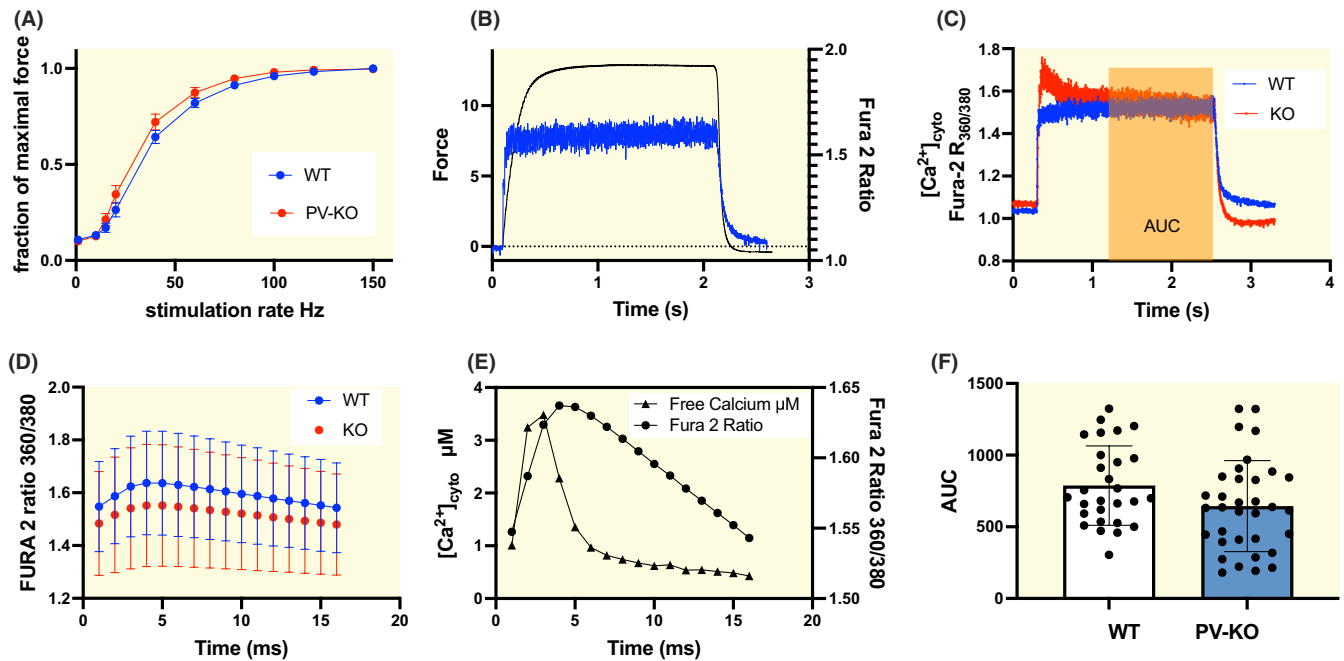 (A)
fraction of maximal force
1.0
0.5
0.0
0
50
100
150
stimulation rate Hz
WT
PV-KO
(B)
Force
10
5
0
0
1
2
3
Time (s)
2.0
1.5
1.0
Fura 2 Ratio
(C)
[Ca²⁺]cyto
Fura-2 R360/380
1.8
1.6
1.4
1.2
1.0
0.8
0
1
2
3
4
Time (s)
WT
KO
AUC
(D)
FURA 2 ratio 360/380
2.0
1.8
1.6
1.4
1.2
0
5
10
15
20
Time (ms)
WT
KO
(E)
[Ca²⁺]cyto µM
4
3
2
1
0
0
5
10
15
20
Time (ms)
Free Calcium µM
Fura 2 Ratio
1.65
1.60
1.55
1.50
Fura 2 Ratio 360/380
(F)
AUC
1500
1000
500
0
WT
PV-KO